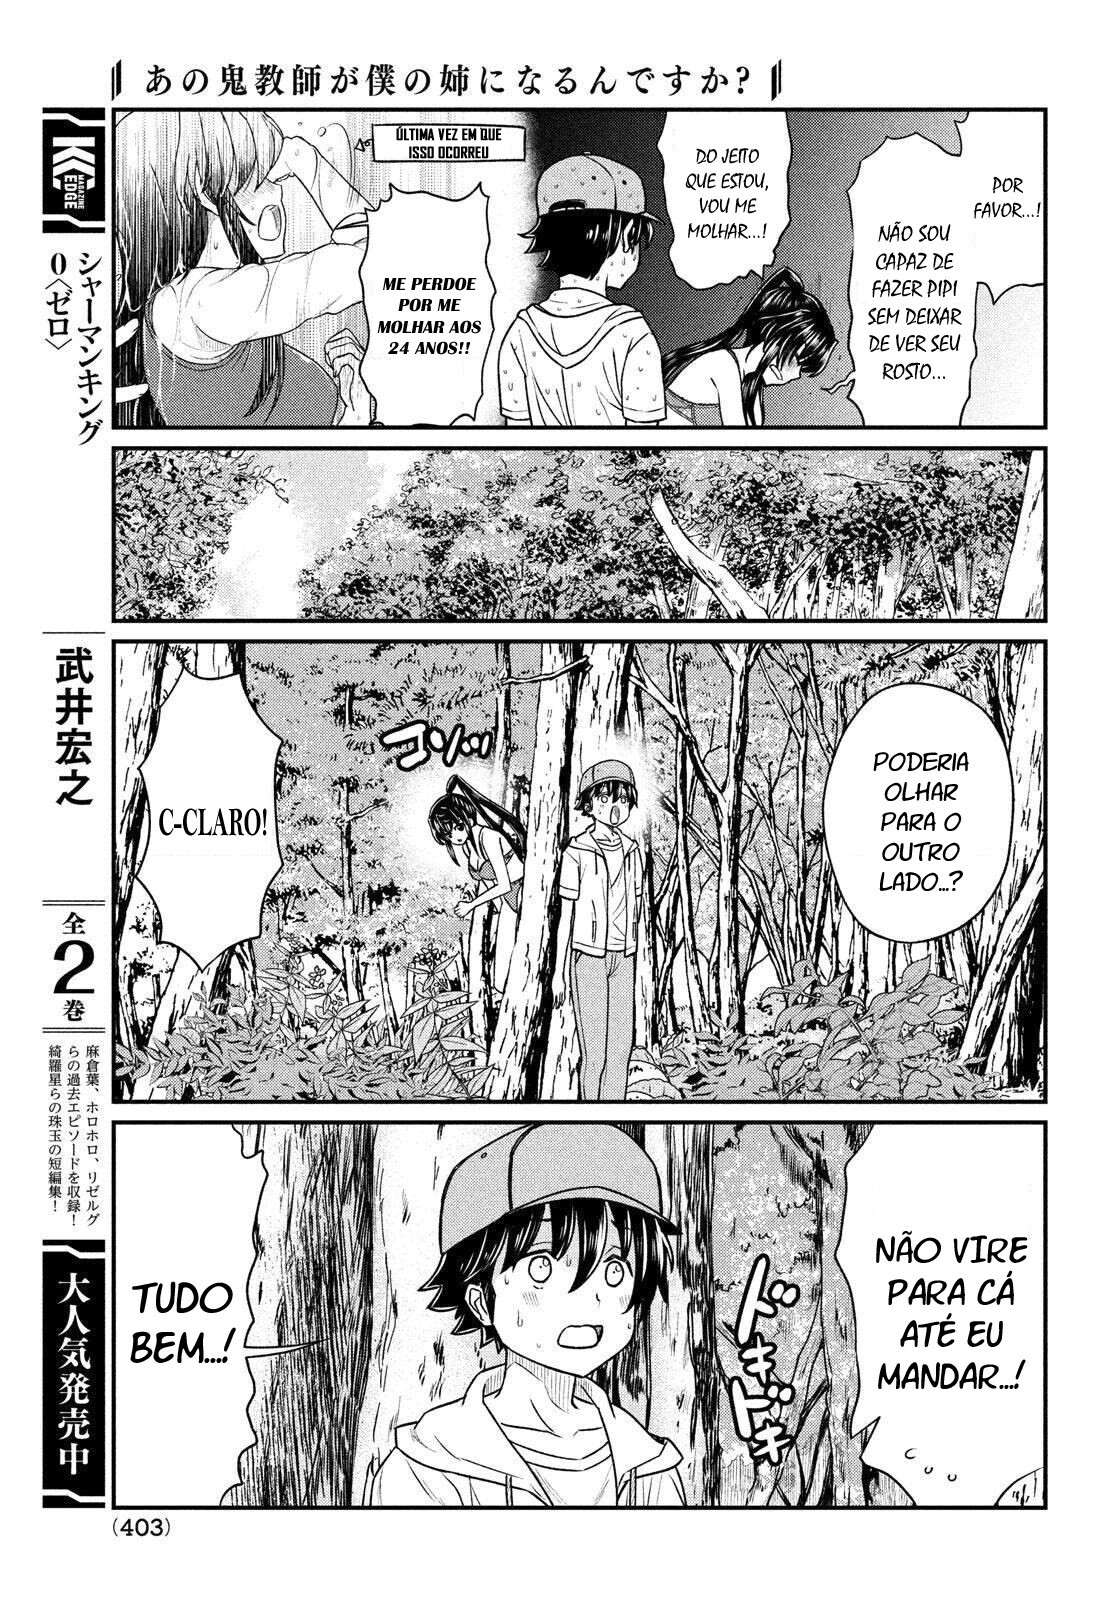 あの鬼教師が僕の姉になるんですか?
POR
FAVOR...!
NÃO SOU
CAPAZ DE
FAZER PIPI
SEM DEIXAR
DE VER SEU
ROSTO...
DO JEITO
QUE ESTOU,
VOU ME
MOLHAR...!
ÚLTIMA VEZ EM QUE
ISSO OCORREU
ME PERDOE
POR ME
MOLHAR AOS
24 ANOS!!
PODERIA
OLHAR
PARA O
OUTRO
LADO...?
コソッ
C-CLARO!
NÃO VIRE
PARA CÁ
ATÉ EU
MANDAR...!
ドキドキ
TUDO
BEM...!
KC
MAGAZINE
EDGE
シャーマンキング
0〈ゼロ〉
武井宏之
全
2
巻
麻倉葉、ホロホロ、リゼルグ
らの過去エピソードを収録!
綺羅星らの珠玉の短編集!
大人気発売中
(403)